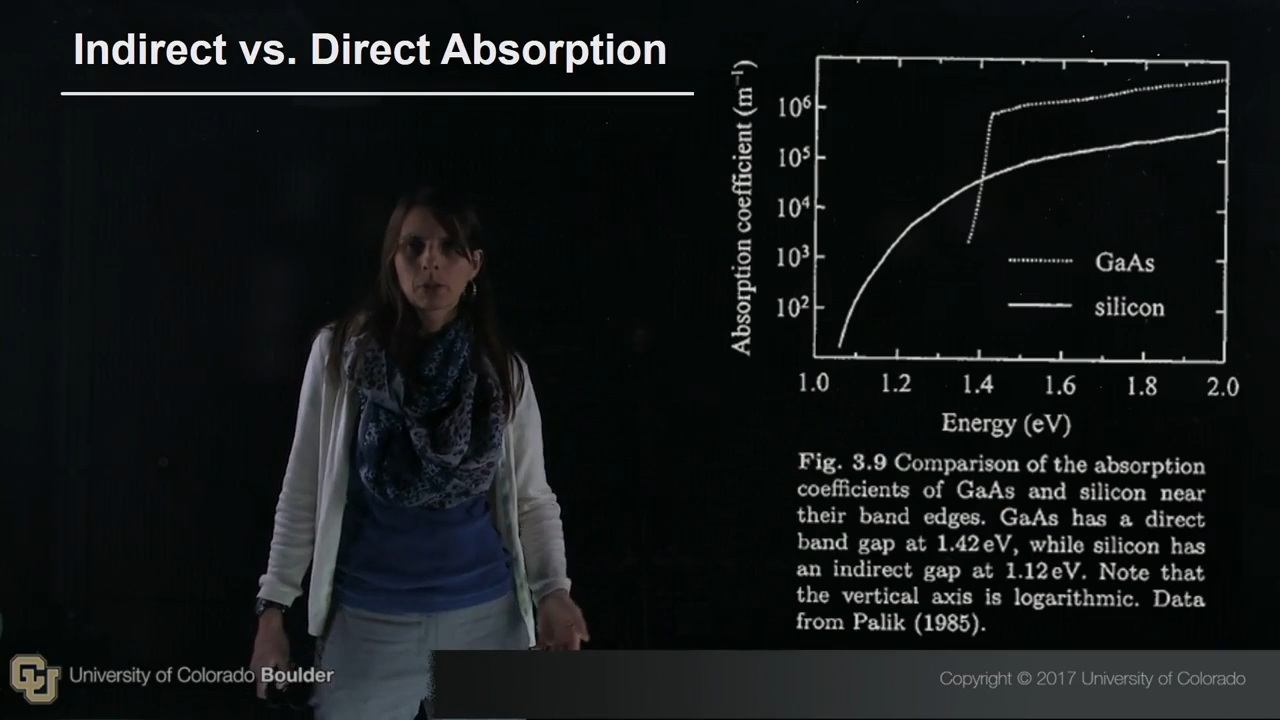 Indirect vs. Direct Absorption
Absorption coefficient (m⁻¹)
10⁶
10⁵
10⁴
10³
10²
GaAs
silicon
1.0 1.2 1.4 1.6 1.8 2.0
Energy (eV)
Fig. 3.9 Comparison of the absorption
coefficients of GaAs and silicon near
their band edges. GaAs has a direct
band gap at 1.42 eV, while silicon has
an indirect gap at 1.12 eV. Note that
the vertical axis is logarithmic. Data
from Palik (1985).
CU
University of Colorado Boulder
Copyright © 2017 University of Colorado